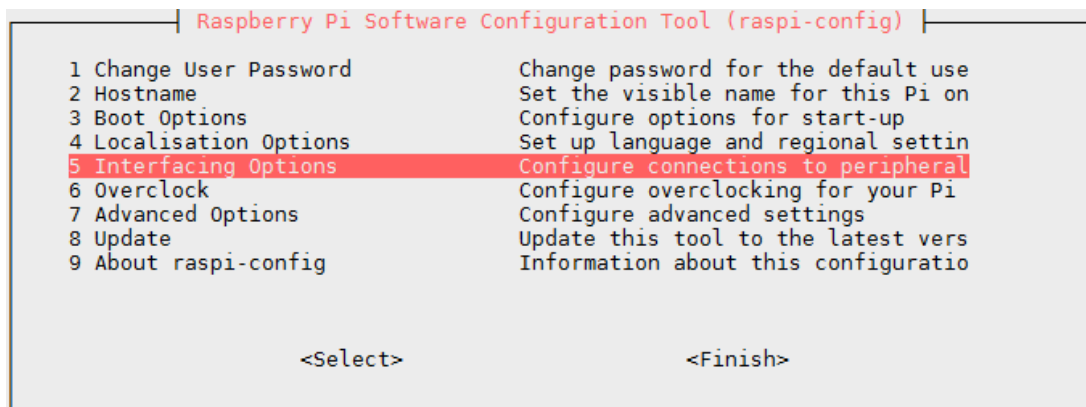 Raspberry Pi Software Configuration Tool (raspi-config)
1 Change User Password Change password for the default use
2 Hostname Set the visible name for this Pi on
3 Boot Options Configure options for start-up
4 Localisation Options Set up language and regional settin
5 Interfacing Options Configure connections to peripheral
6 Overclock Configure overclocking for your Pi
7 Advanced Options Configure advanced settings
8 Update Update this tool to the latest vers
9 About raspi-config Information about this configuratio
<Select> <Finish>